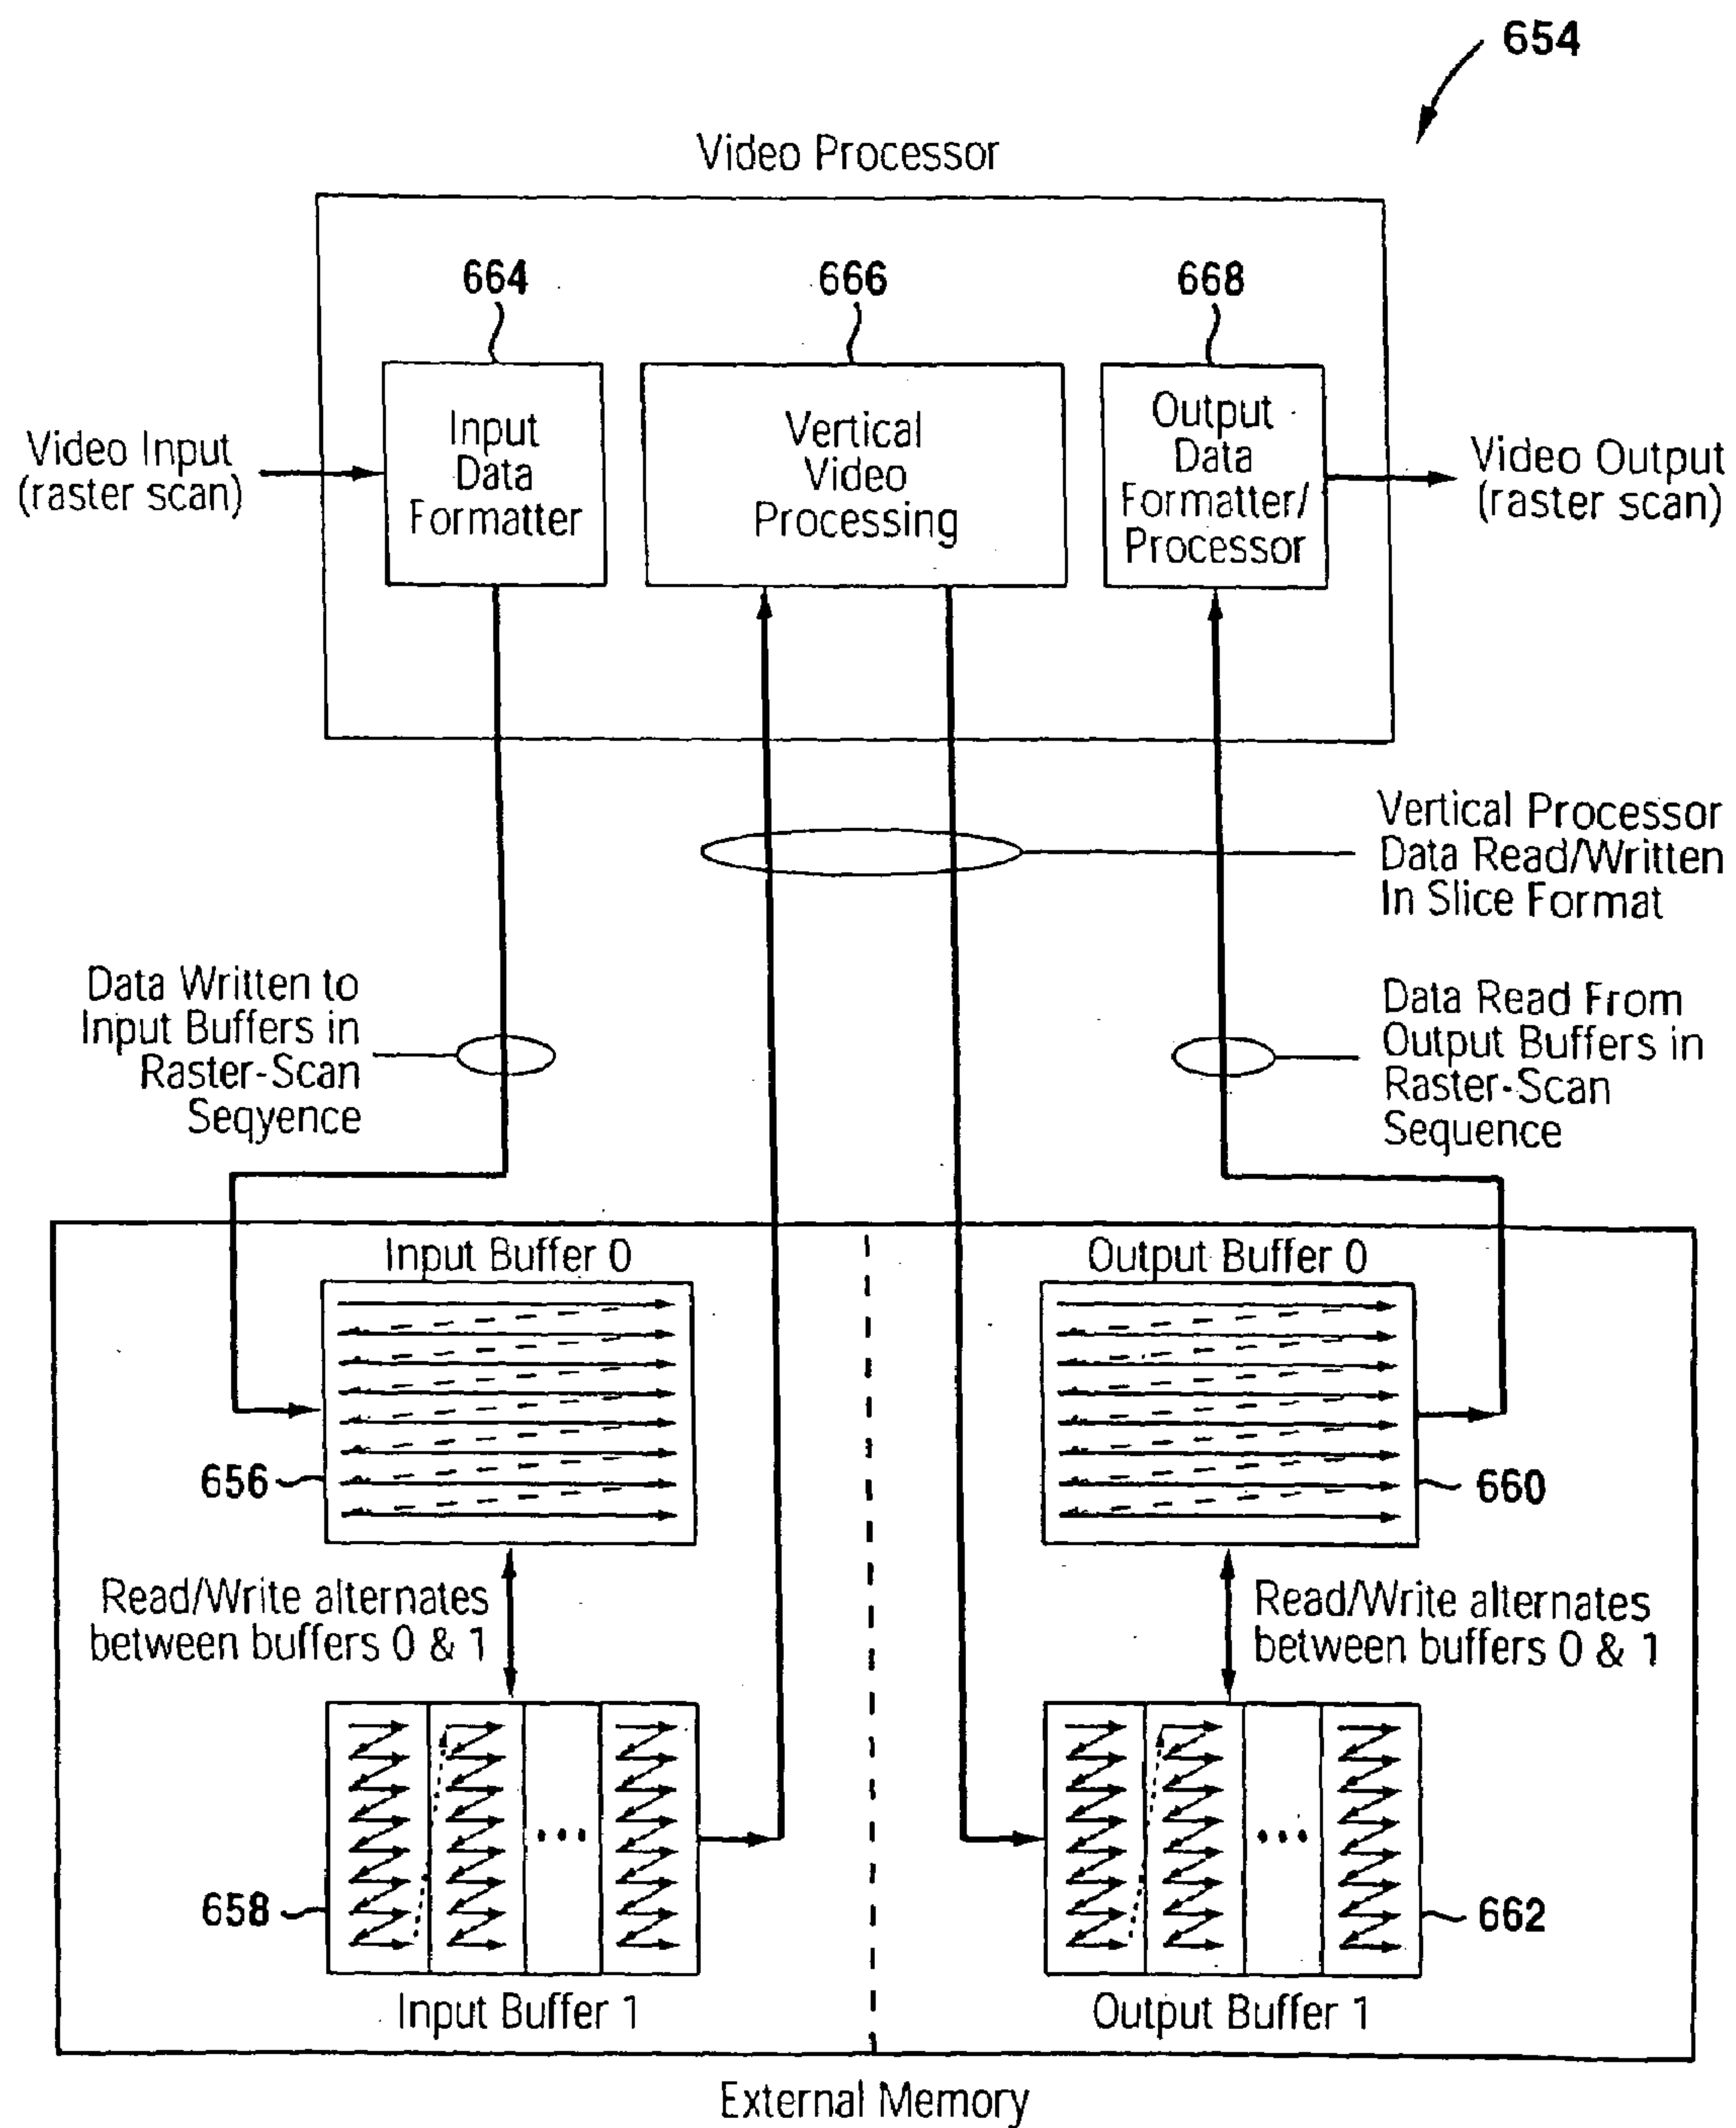 654
Video Processor
664
666
668
Input
Data
Formatter
Vertical
Video
Processing
Output
Data
Formatter/
Processor
Video Input
(raster scan)
Video Output
(raster scan)
Vertical Processor
Data Read/Written
In Slice Format
Data Written to
Input Buffers in
Raster-Scan
Seqyence
Data Read From
Output Buffers in
Raster-Scan
Sequence
Input Buffer 0
Output Buffer 0
656
660
Read/Write alternates
between buffers 0 & 1
Read/Write alternates
between buffers 0 & 1
658
662
Input Buffer 1
Output Buffer 1
External Memory